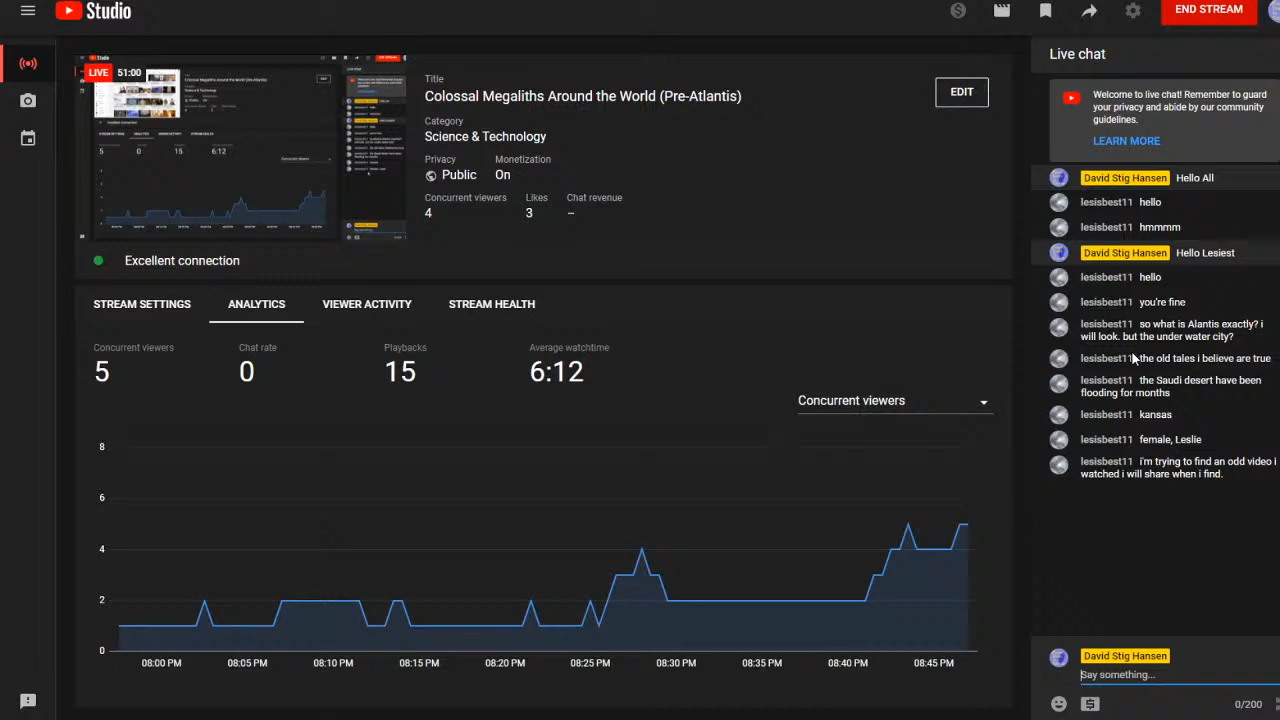 Studio
END STREAM
LIVE 51:00
Title
Colossal Megaliths Around the World (Pre-Atlantis)
EDIT
Category
Science & Technology
Privacy
Monetization
Public
On
Concurrent viewers
Likes
Chat revenue
4
3
–
Excellent connection
STREAM SETTINGS
ANALYTICS
VIEWER ACTIVITY
STREAM HEALTH
Concurrent viewers
Chat rate
Playbacks
Average watchtime
5
0
15
6:12
Concurrent viewers
8
6
4
2
0
08:00 PM
08:05 PM
08:10 PM
08:15 PM
08:20 PM
08:25 PM
08:30 PM
08:35 PM
08:40 PM
08:45 PM
Live chat
Welcome to live chat! Remember to guard
your privacy and abide by our community
guidelines.
LEARN MORE
David Stig Hansen Hello All
lesisbest11 hello
lesisbest11 hmmmm
David Stig Hansen Hello Lesiest
lesisbest11 hello
lesisbest11 you're fine
lesisbest11 so what is Alantis exactly? i
will look. but the under water city?
lesisbest11 the old tales i believe are true
lesisbest11 the Saudi desert have been
flooding for months
lesisbest11 kansas
lesisbest11 female, Leslie
lesisbest11 i'm trying to find an odd video i
watched i will share when i find.
David Stig Hansen
Say something...
0/200